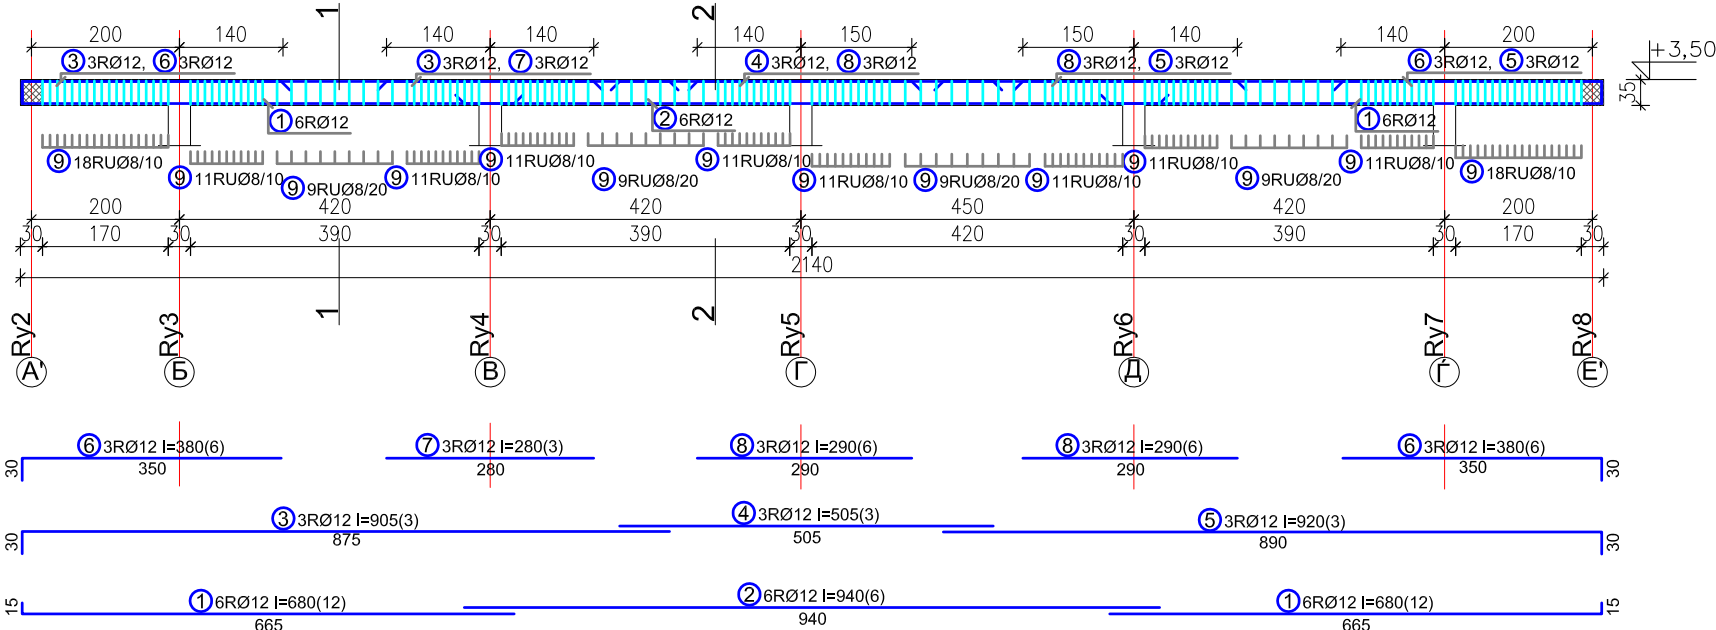 1 2
200 140 140 140 140 150 150 140 140 200
+3,50
③ 3RØ12, ⑥ 3RØ12 ③ 3RØ12, ⑦ 3RØ12 ④ 3RØ12, ⑧ 3RØ12 ⑧ 3RØ12, ⑤ 3RØ12 ⑥ 3RØ12, ⑤ 3RØ12
35
① 6RØ12 ② 6RØ12 ① 6RØ12
⑨ 18RUØ8/10 ⑨ 11RUØ8/10 ⑨ 9RUØ8/20 ⑨ 11RUØ8/10 ⑨ 11RUØ8/10 ⑨ 9RUØ8/20 ⑨ 11RUØ8/10 ⑨ 11RUØ8/10 ⑨ 9RUØ8/20 ⑨ 11RUØ8/10 ⑨ 11RUØ8/10 ⑨ 9RUØ8/20 ⑨ 11RUØ8/10 ⑨ 18RUØ8/10
200 420 420 450 420 200
30 170 30 390 30 390 30 420 30 390 30 170 30
2140
1 2
Ry2 Ry3 Ry4 Ry5 Ry6 Ry7 Ry8
А' Б В Г Д Ѓ Е'
⑥ 3RØ12 l=380(6) ⑦ 3RØ12 l=280(3) ⑧ 3RØ12 l=290(6) ⑧ 3RØ12 l=290(6) ⑥ 3RØ12 l=380(6)
30 350 280 290 290 350 30
③ 3RØ12 l=905(3) ④ 3RØ12 l=505(3) ⑤ 3RØ12 l=920(3)
30 875 505 890 30
① 6RØ12 l=680(12) ② 6RØ12 l=940(6) ① 6RØ12 l=680(12)
15 665 940 665 15